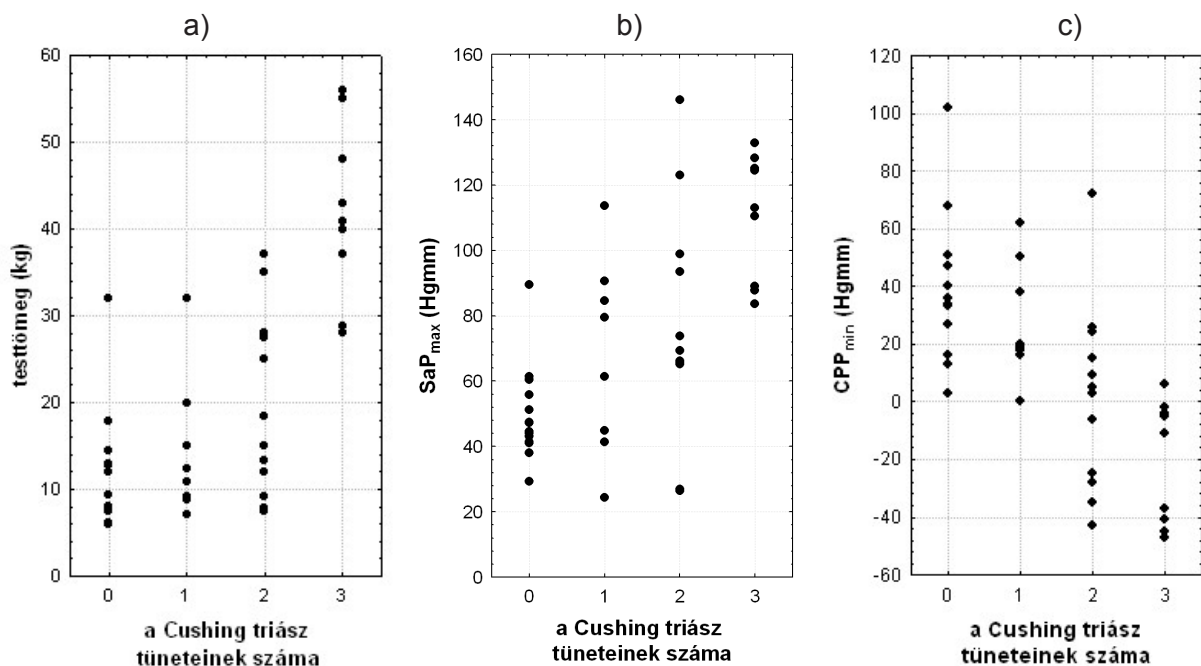 a)
60
50
40
30
20
10
0
testtömeg (kg)
0 1 2 3
a Cushing triász
tüneteinek száma
b)
160
140
120
100
80
60
40
20
0
SaPmax (Hgmm)
0 1 2 3
a Cushing triász
tüneteinek száma
c)
120
100
80
60
40
20
0
-20
-40
-60
CPPmin (Hgmm)
0 1 2 3
a Cushing triász
tüneteinek száma